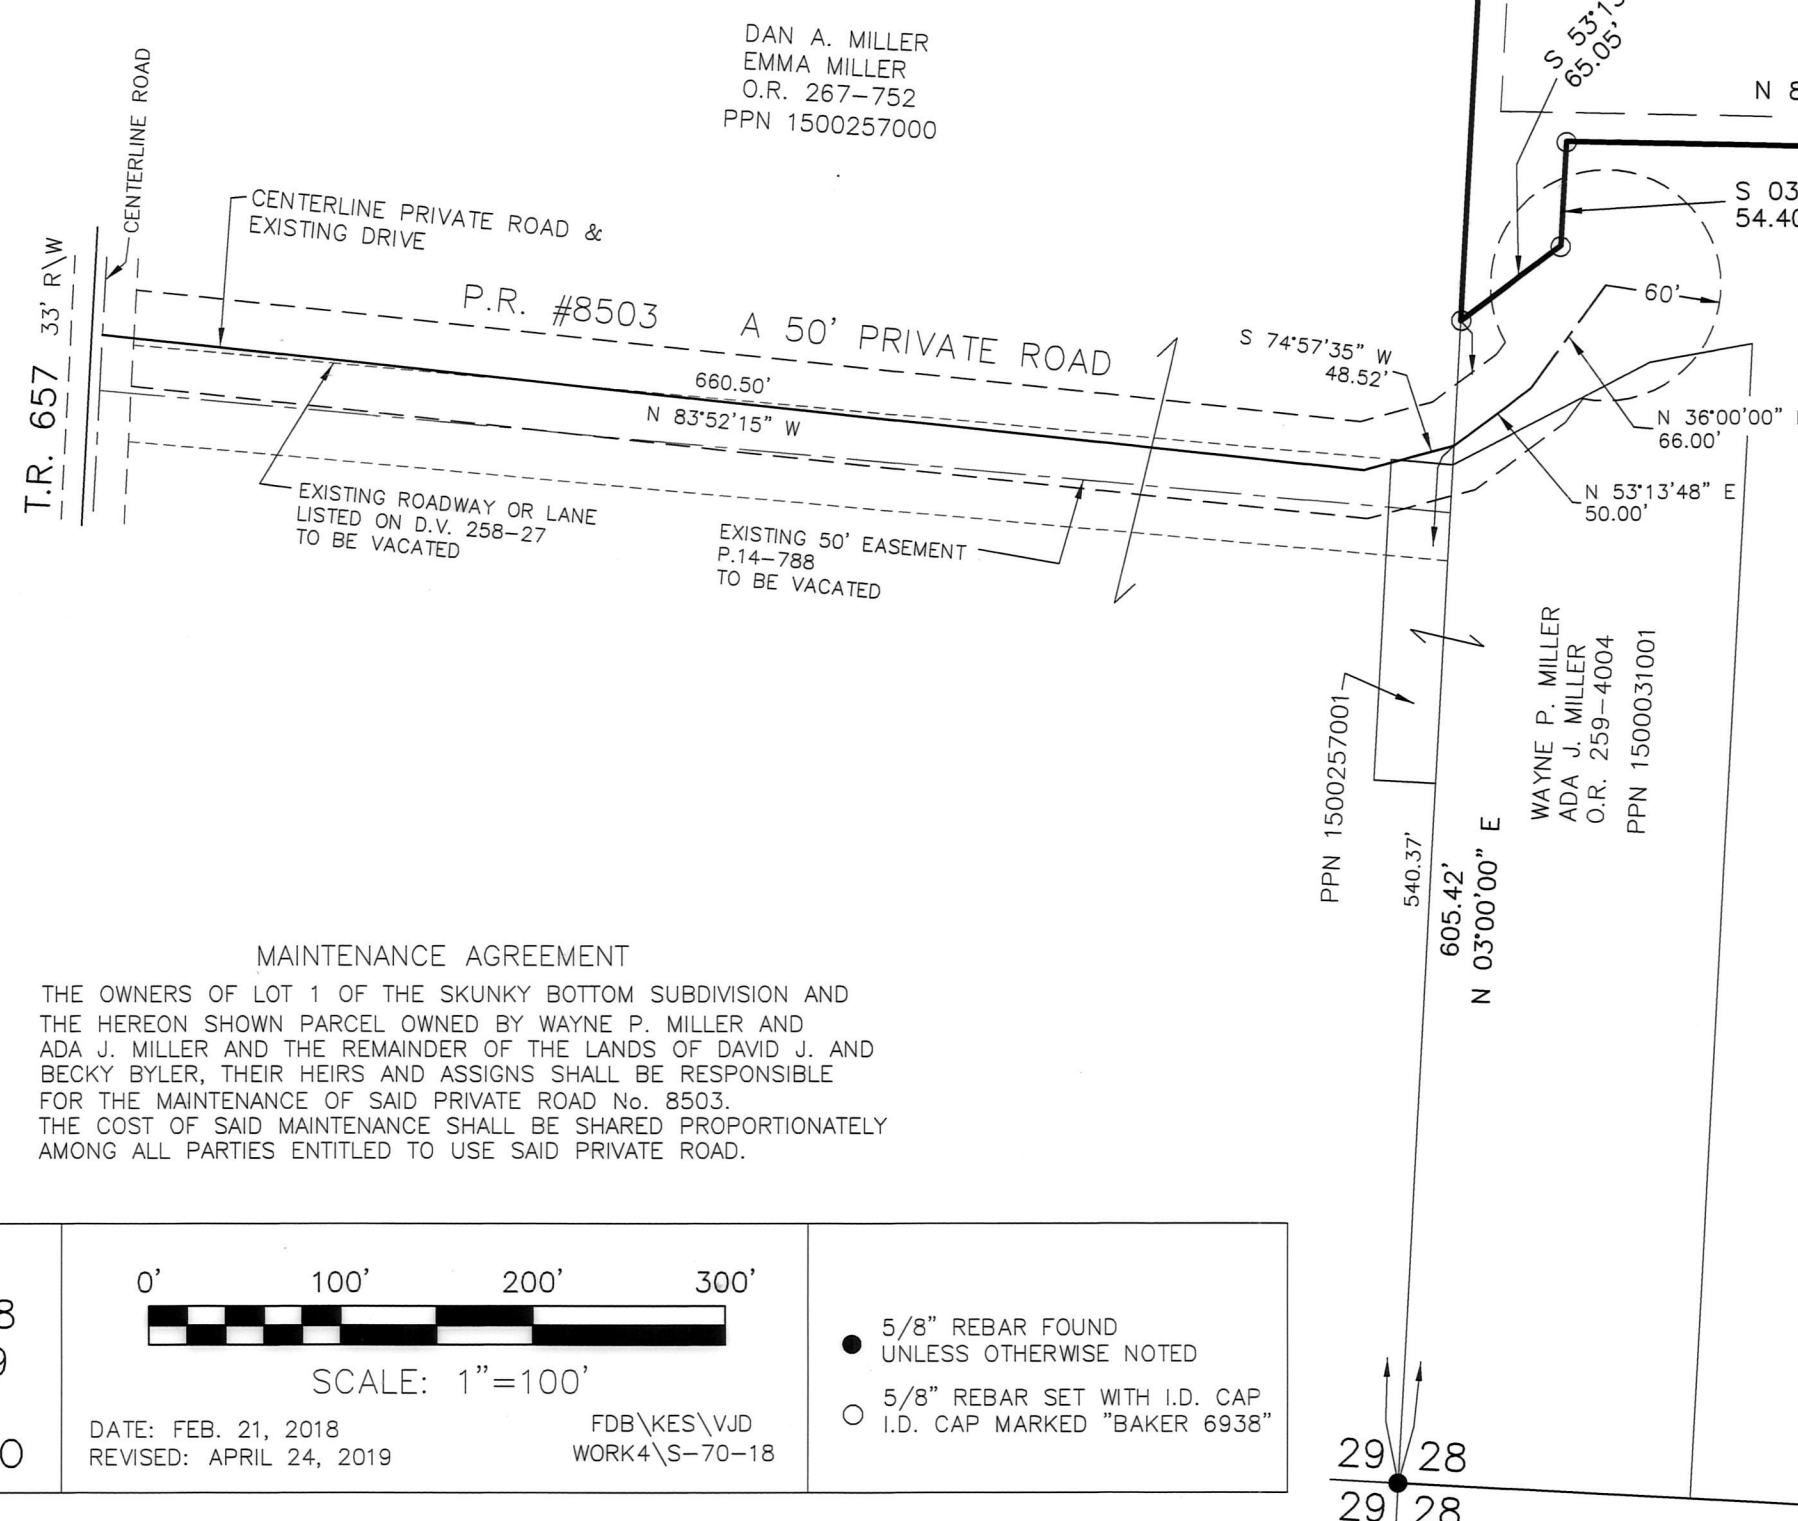 DAN A. MILLER
EMMA MILLER
O.R. 267–752
PPN 1500257000
CENTERLINE ROAD
CENTERLINE PRIVATE ROAD &
EXISTING DRIVE
T.R. 657 33' R\W
P.R. #8503 A 50' PRIVATE ROAD
660.50'
N 83°52'15" W
EXISTING ROADWAY OR LANE
LISTED ON D.V. 258–27
TO BE VACATED
EXISTING 50' EASEMENT
P.14–788
TO BE VACATED
S 53°13
65.05'
N 8
S 03
54.40
60'
S 74°57'35" W
48.52'
N 36°00'00"
66.00'
N 53°13'48" E
50.00'
PPN 1500257001
WAYNE P. MILLER
ADA J. MILLER
O.R. 259–4004
PPN 1500031001
540.37'
605.42'
N 03°00'00" E
MAINTENANCE AGREEMENT
THE OWNERS OF LOT 1 OF THE SKUNKY BOTTOM SUBDIVISION AND
THE HEREON SHOWN PARCEL OWNED BY WAYNE P. MILLER AND
ADA J. MILLER AND THE REMAINDER OF THE LANDS OF DAVID J. AND
BECKY BYLER, THEIR HEIRS AND ASSIGNS SHALL BE RESPONSIBLE
FOR THE MAINTENANCE OF SAID PRIVATE ROAD No. 8503.
THE COST OF SAID MAINTENANCE SHALL BE SHARED PROPORTIONATELY
AMONG ALL PARTIES ENTITLED TO USE SAID PRIVATE ROAD.
8
9
0
0' 100' 200' 300'
SCALE: 1"=100'
DATE: FEB. 21, 2018
REVISED: APRIL 24, 2019
FDB\KES\VJD
WORK4\S–70–18
5/8" REBAR FOUND
UNLESS OTHERWISE NOTED
5/8" REBAR SET WITH I.D. CAP
I.D. CAP MARKED "BAKER 6938"
29 28
29 28